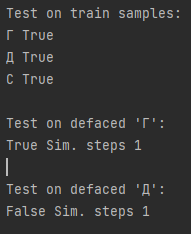 Test on train samples:
Г True
Д True
С True
Test on defaced 'Г':
True Sim. steps 1
Test on defaced 'Д':
False Sim. steps 1